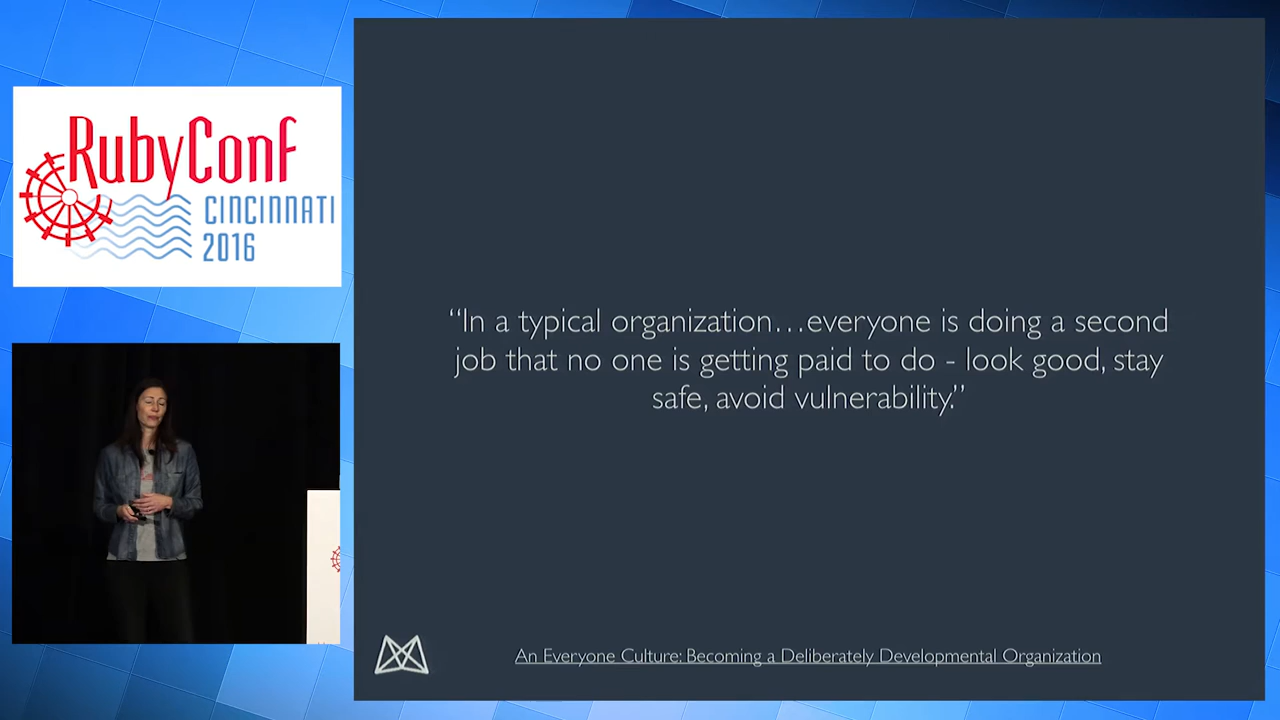 RubyConf
CINCINNATI
2016
“In a typical organization…everyone is doing a second
job that no one is getting paid to do - look good, stay
safe, avoid vulnerability.”
An Everyone Culture: Becoming a Deliberately Developmental Organization